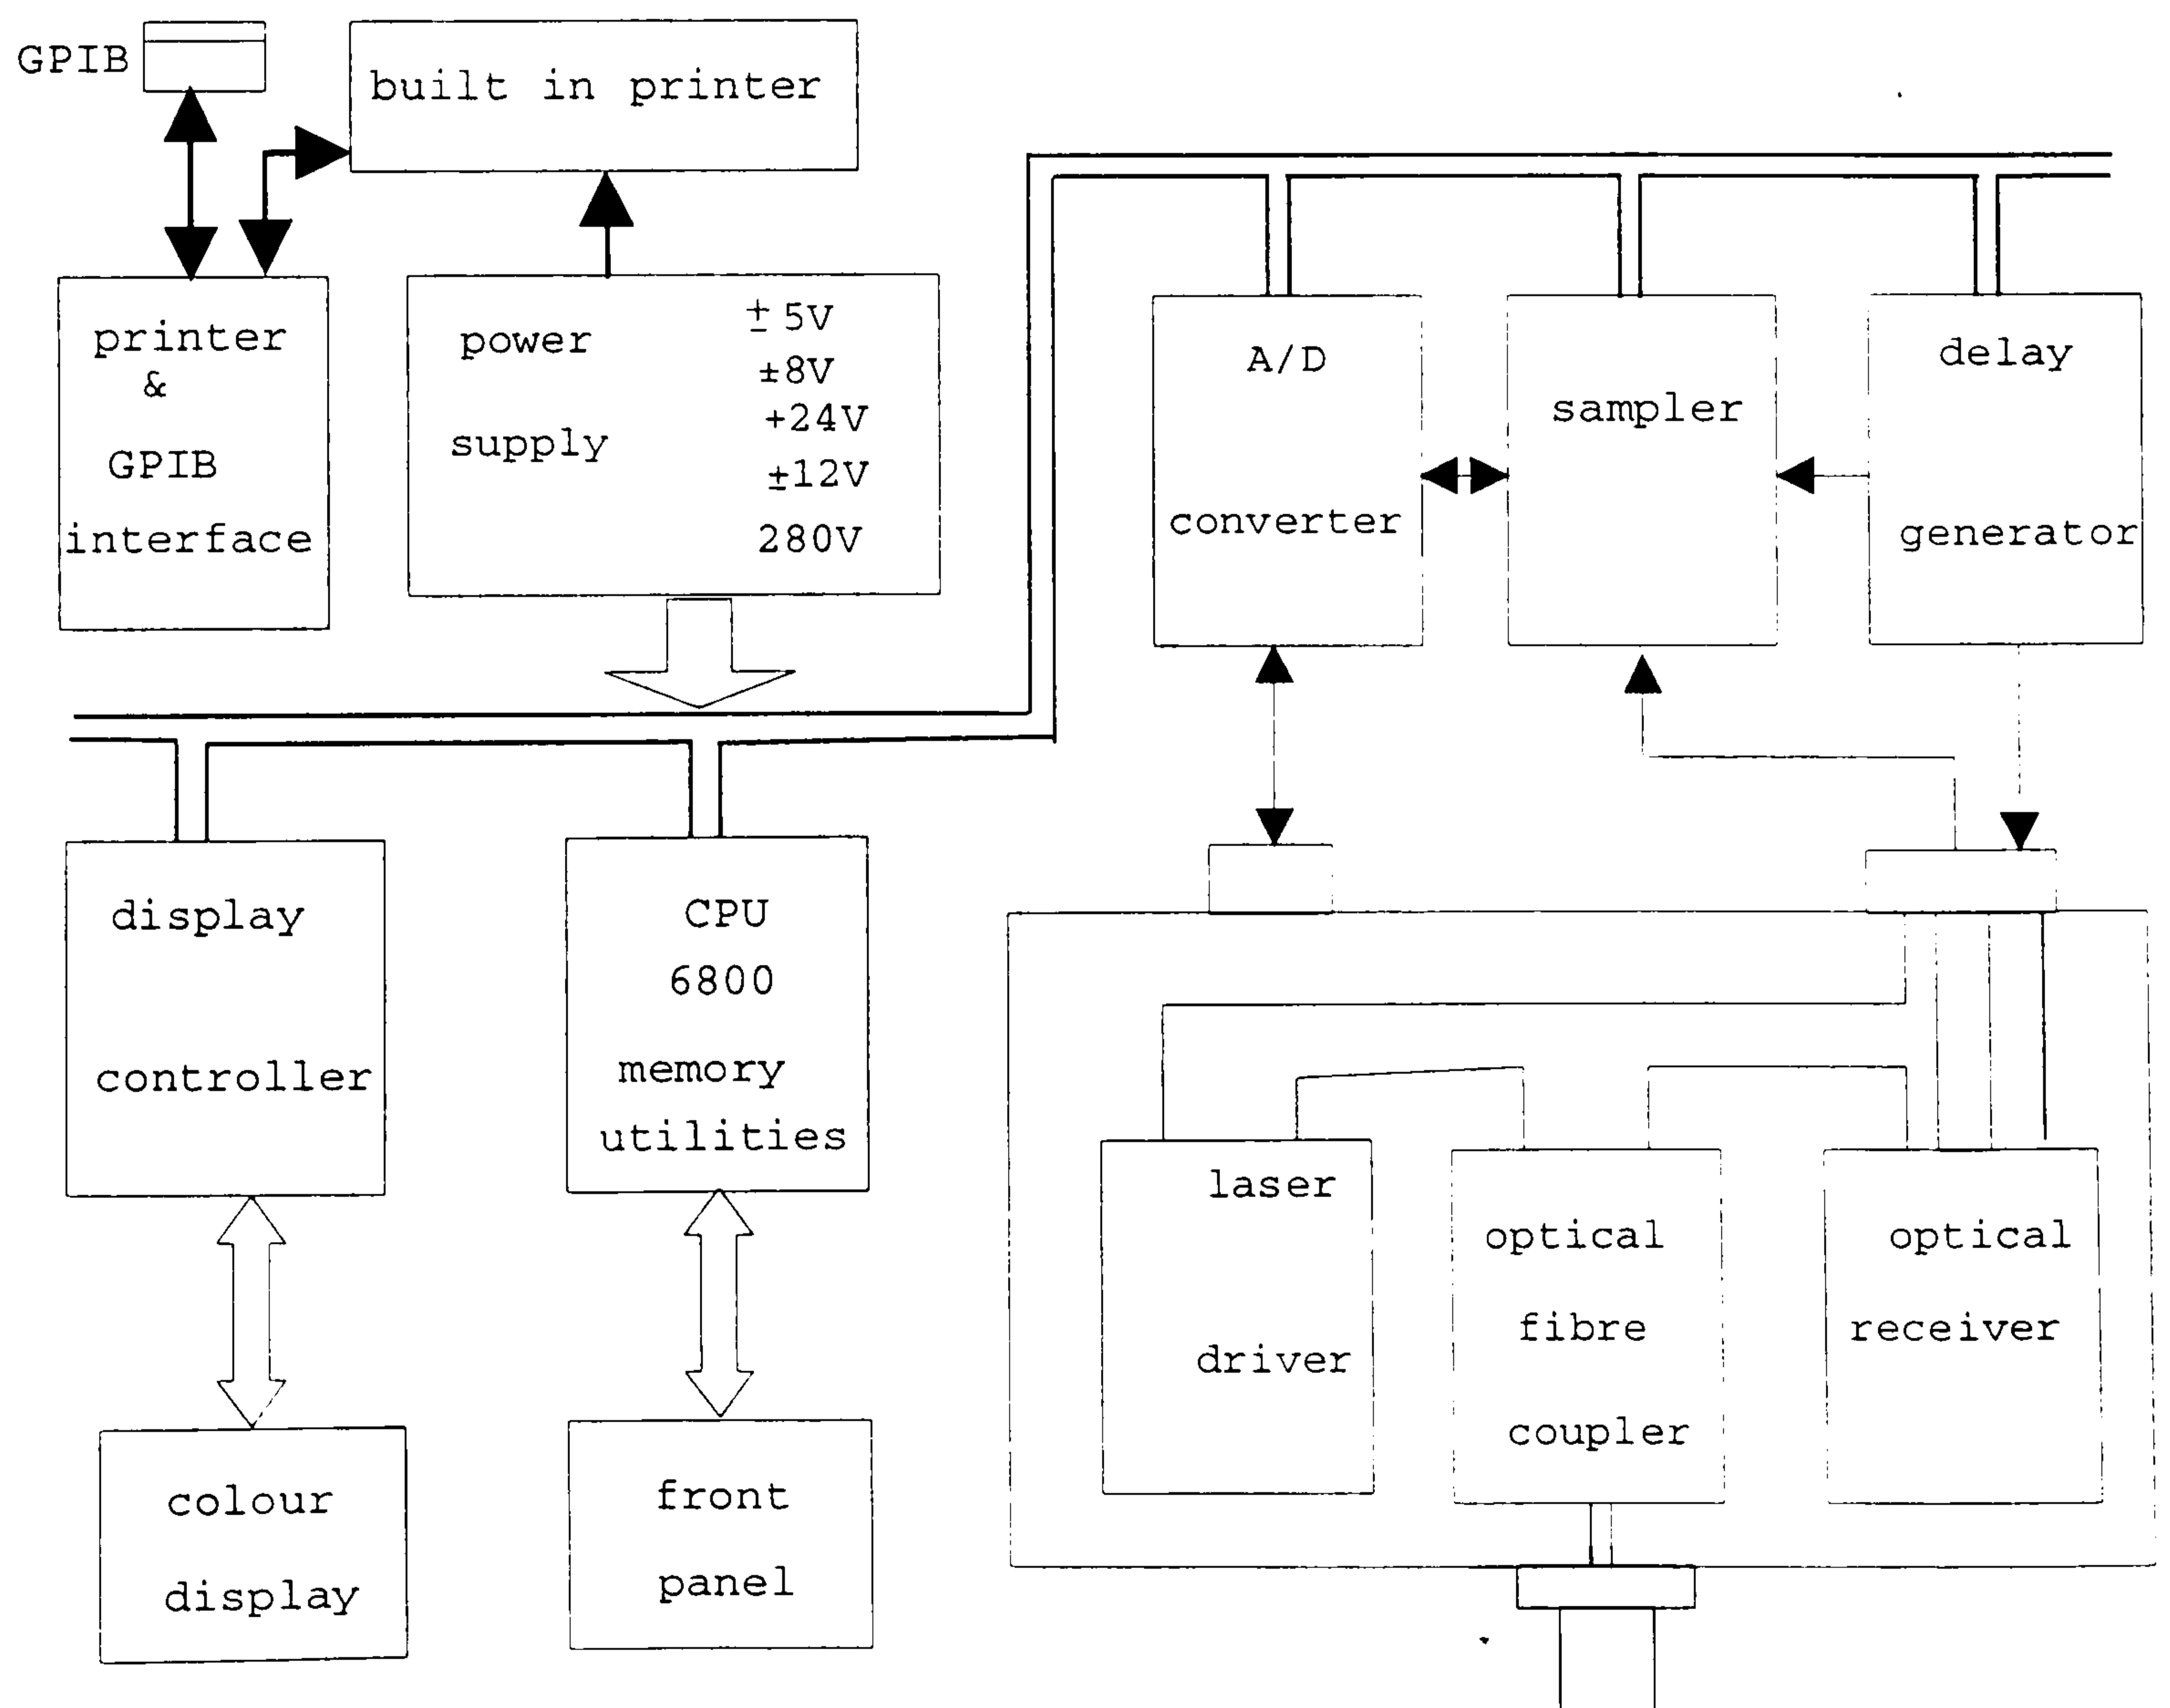 GPIB
built in printer
printer
&
GPIB
interface
power
supply
± 5V
±8V
+24V
±12V
280V
A/D
converter
sampler
delay
generator
display
controller
CPU
6800
memory
utilities
laser
driver
optical
fibre
coupler
optical
receiver
colour
display
front
panel